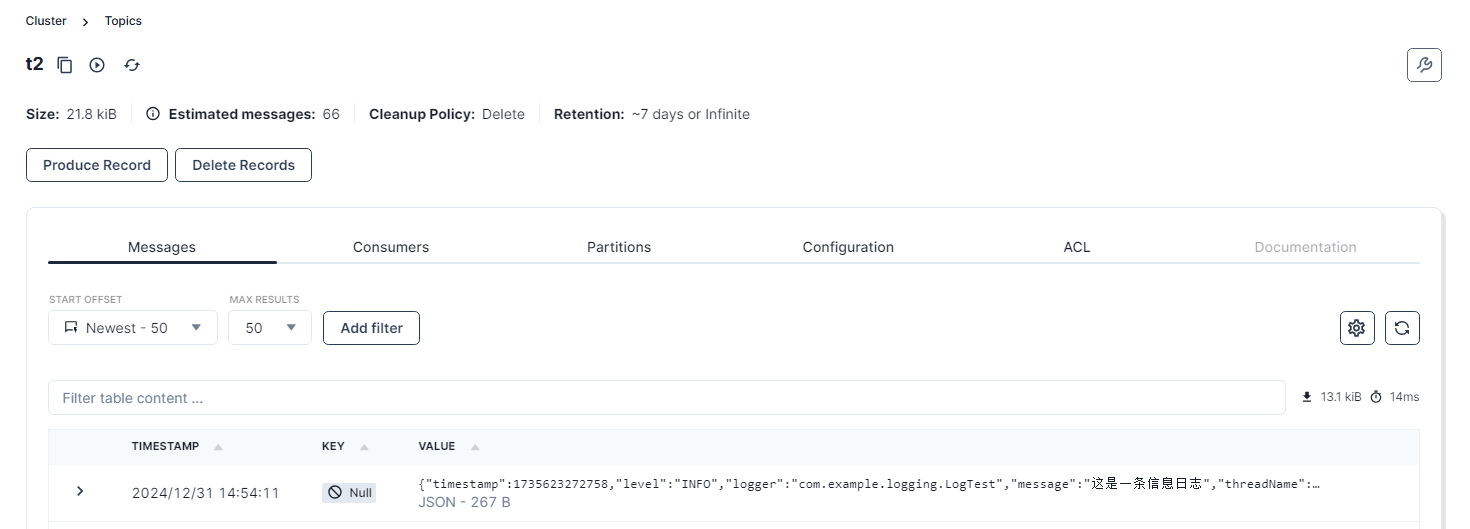 Cluster > Topics
t2
Size: 21.8 kiB Estimated messages: 66 Cleanup Policy: Delete Retention: ~7 days or Infinite
Produce Record Delete Records
Messages Consumers Partitions Configuration ACL Documentation
START OFFSET MAX RESULTS
Newest - 50 50 Add filter
Filter table content ... 13.1 kiB 14ms
TIMESTAMP KEY VALUE
2024/12/31 14:54:11 Null {"timestamp":1735623272758,"level":"INFO","logger":"com.example.logging.LogTest","message":"这是一条信息日志","threadName":…
JSON - 267 B